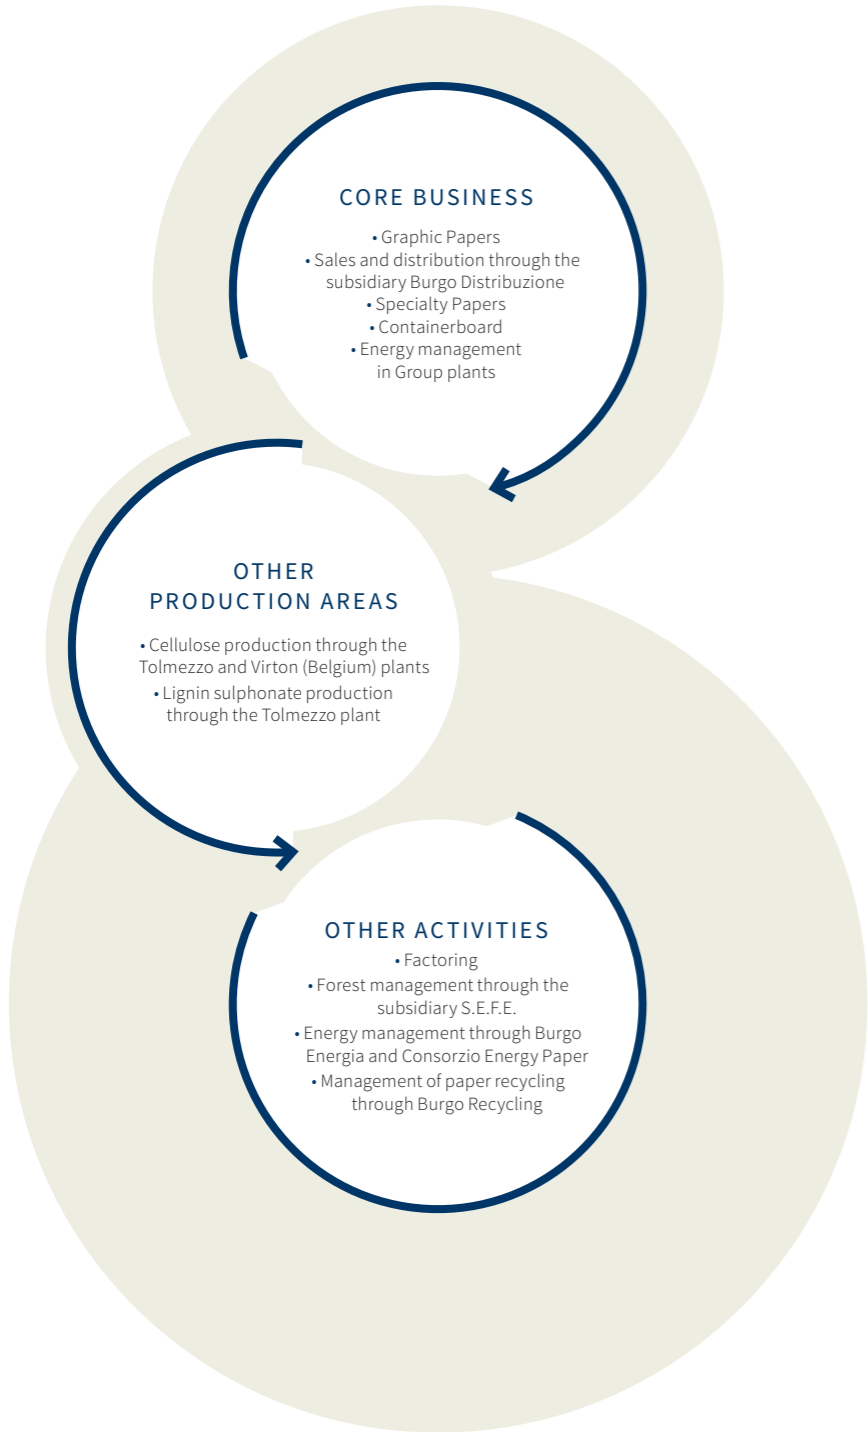 CORE BUSINESS
• Graphic Papers
• Sales and distribution through the
subsidiary Burgo Distribuzione
• Specialty Papers
• Containerboard
• Energy management
in Group plants
OTHER
PRODUCTION AREAS
• Cellulose production through the
Tolmezzo and Virton (Belgium) plants
• Lignin sulphonate production
through the Tolmezzo plant
OTHER ACTIVITIES
• Factoring
• Forest management through the
subsidiary S.E.F.E.
• Energy management through Burgo
Energia and Consorzio Energy Paper
• Management of paper recycling
through Burgo Recycling